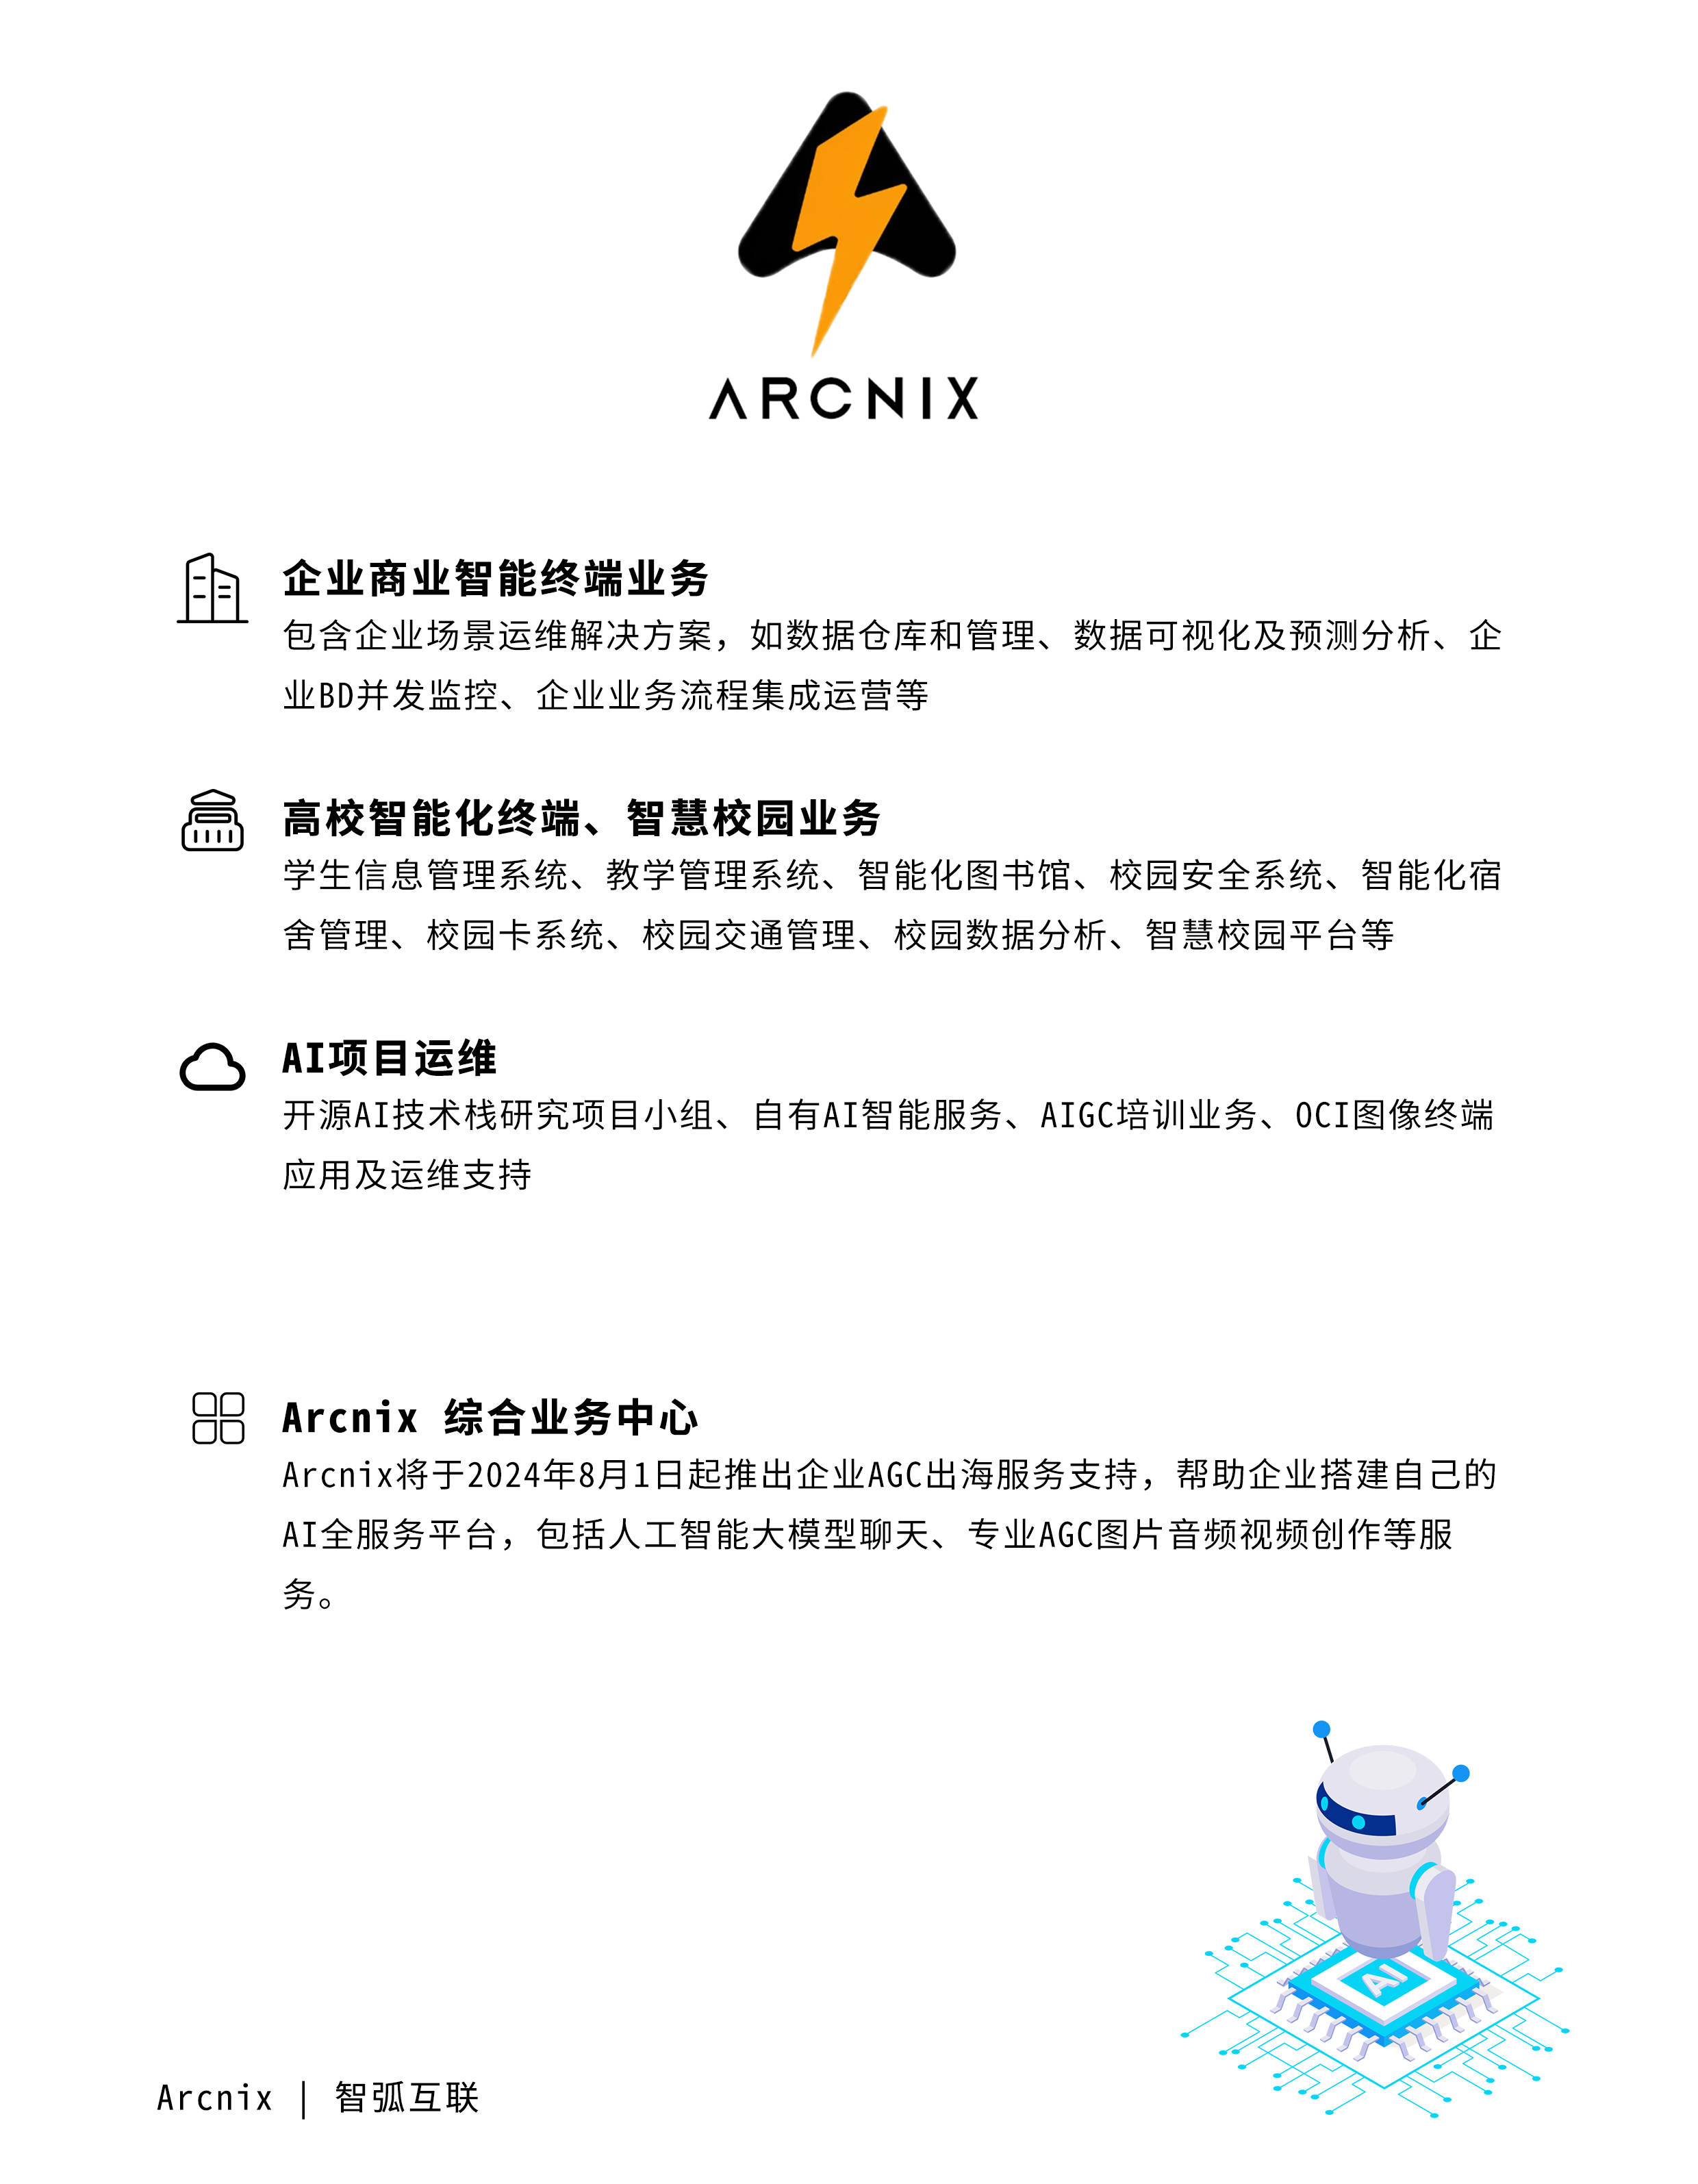 ARCNIX
企业商业智能终端业务
包含企业场景运维解决方案，如数据仓库和管理、数据可视化及预测分析、企
业BD并发监控、企业业务流程集成运营等
高校智能化终端、智慧校园业务
学生信息管理系统、教学管理系统、智能化图书馆、校园安全系统、智能化宿
舍管理、校园卡系统、校园交通管理、校园数据分析、智慧校园平台等
AI项目运维
开源AI技术栈研究项目小组、自有AI智能服务、AIGC培训业务、OCI图像终端
应用及运维支持
Arcnix 综合业务中心
Arcnix将于2024年8月1日起推出企业AGC出海服务支持，帮助企业搭建自己的
AI全服务平台，包括人工智能大模型聊天、专业AGC图片音频视频创作等服
务。
AI
Arcnix | 智弧互联